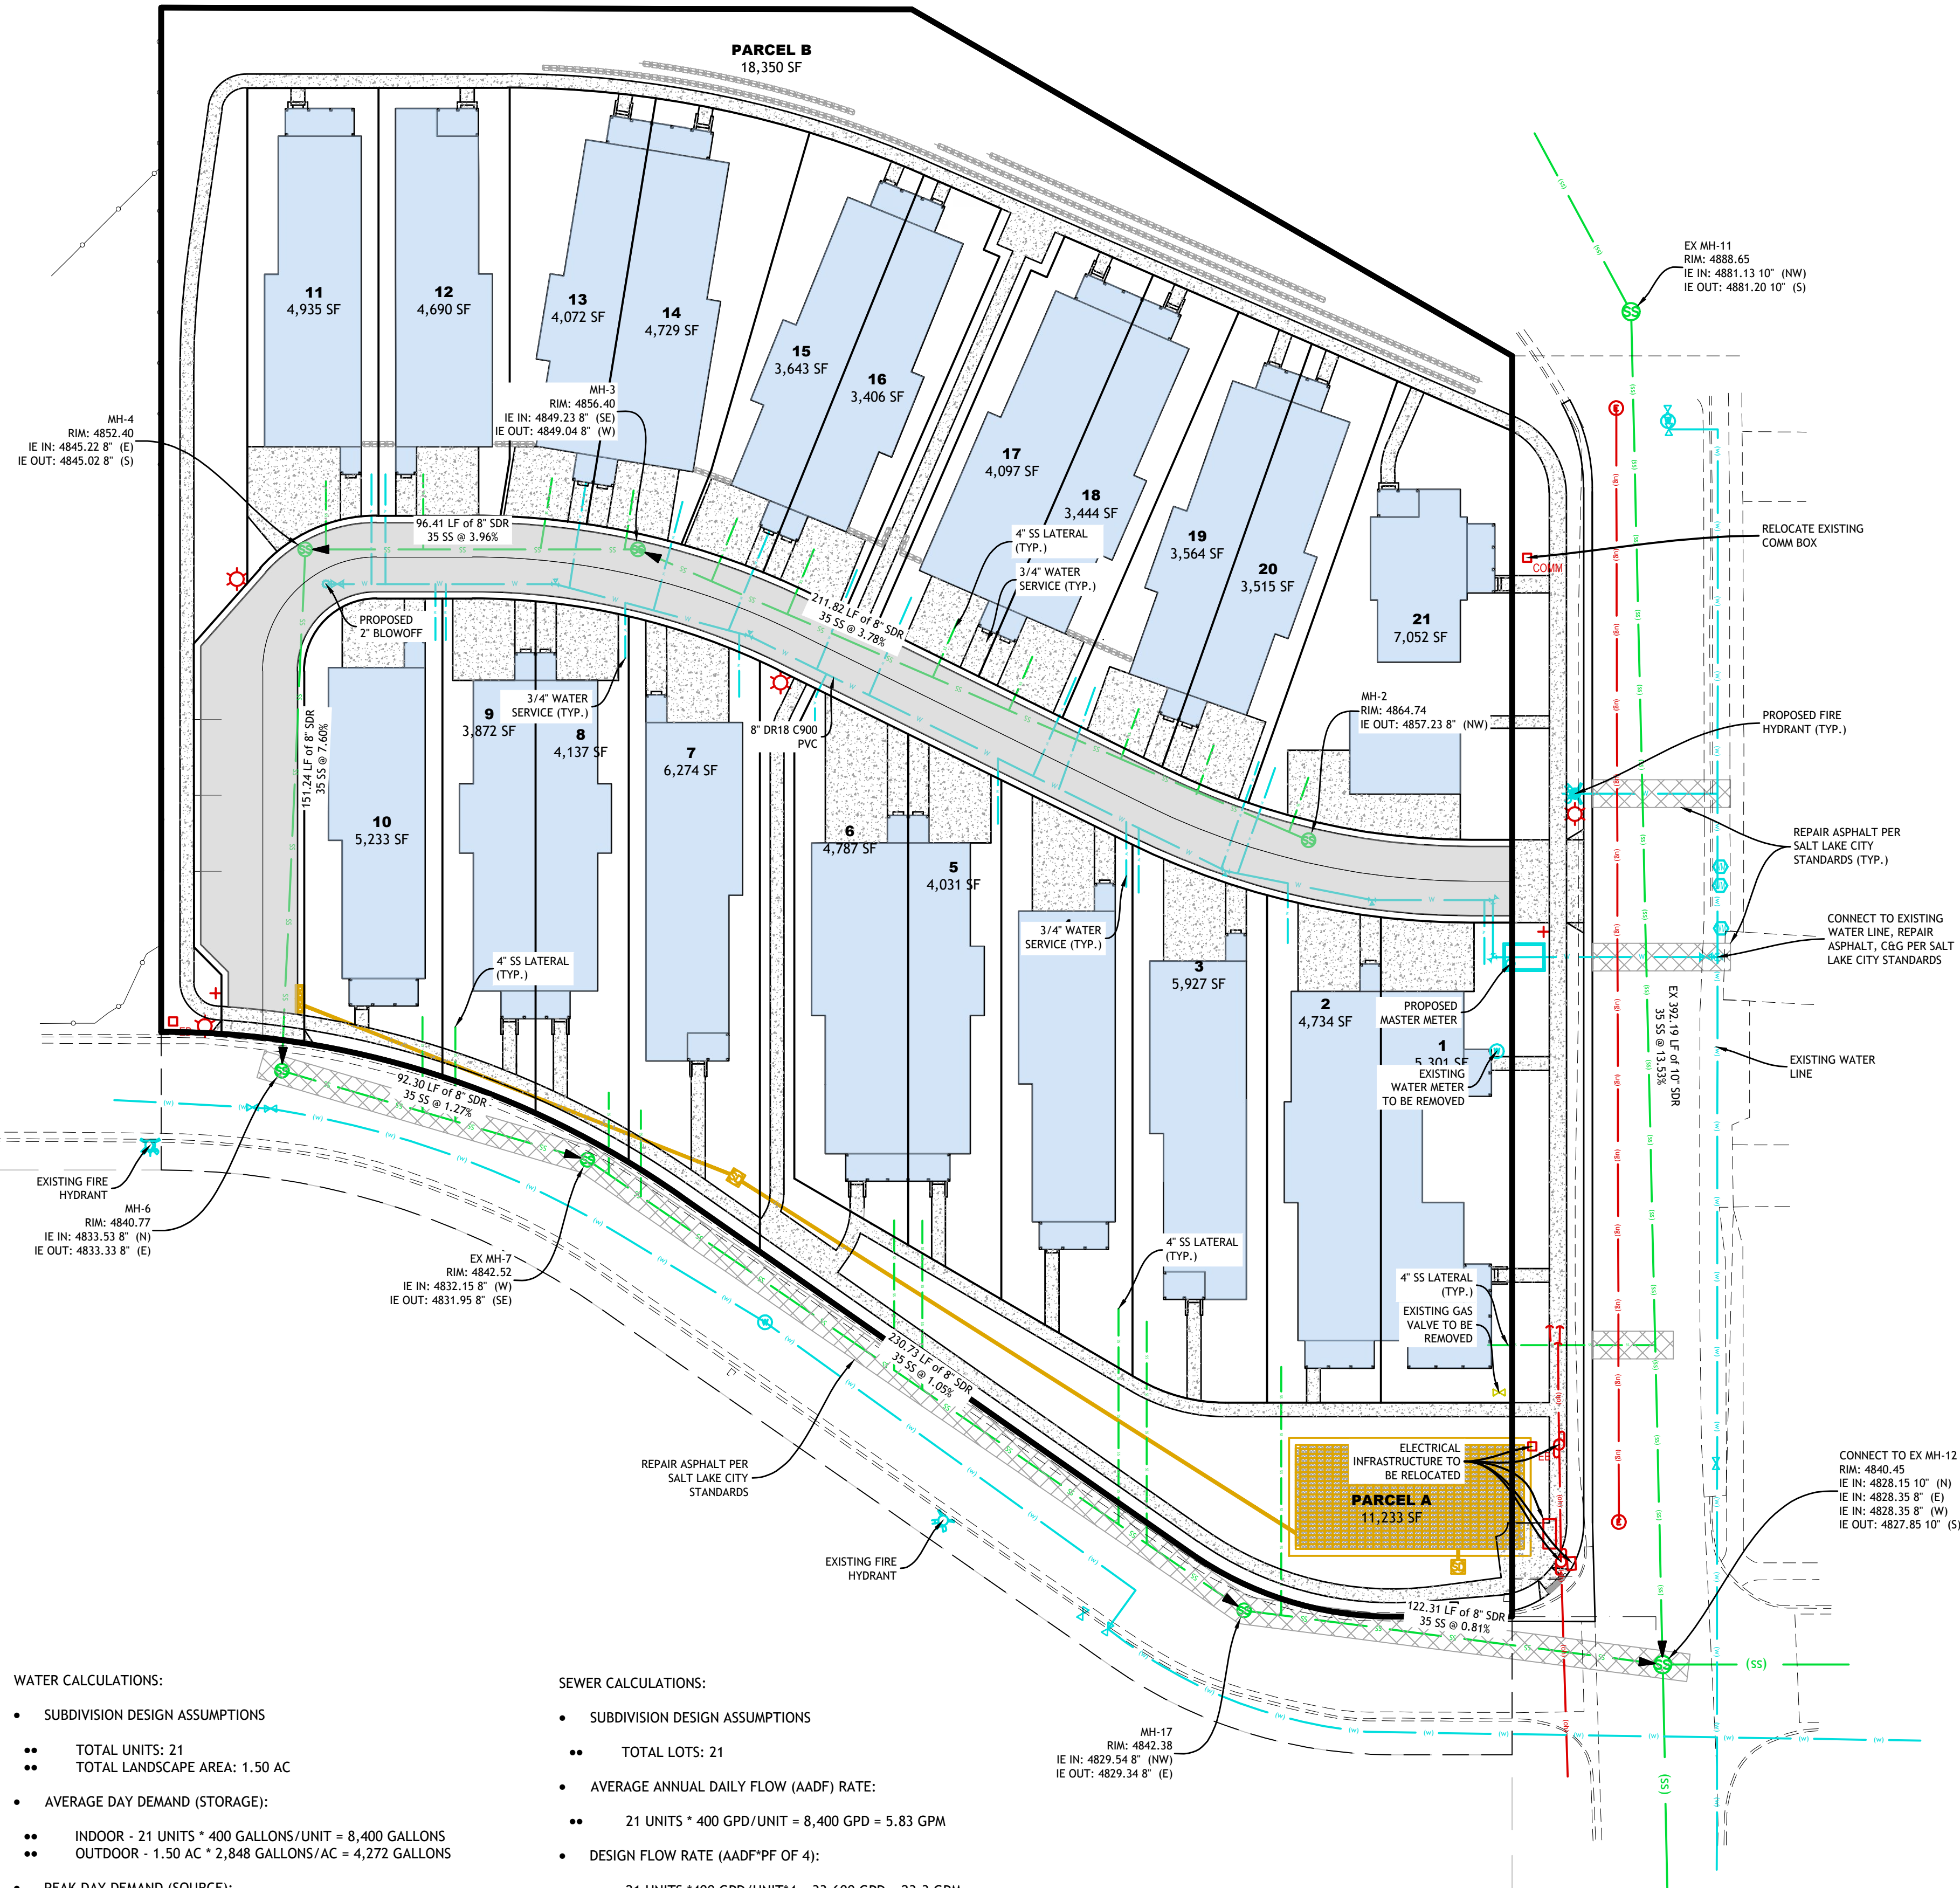 PARCEL B
18,350 SF
EX MH-11
RIM: 4888.65
IE IN: 4881.13 10" (NW)
IE OUT: 4881.20 10" (S)
11
4,935 SF
12
4,690 SF
13
4,072 SF
14
4,729 SF
15
3,643 SF
16
3,406 SF
MH-3
RIM: 4856.40
IE IN: 4849.23 8" (SE)
IE OUT: 4849.04 8" (W)
MH-4
RIM: 4852.40
IE IN: 4845.22 8" (E)
IE OUT: 4845.02 8" (S)
17
4,097 SF
18
3,444 SF
19
3,564 SF
20
3,515 SF
21
7,052 SF
96.41 LF of 8" SDR
35 SS @ 3.96%
4" SS LATERAL
(TYP.)
3/4" WATER
SERVICE (TYP.)
RELOCATE EXISTING
COMM BOX
COMM
211.82 LF of 8" SDR
35 SS @ 3.78%
PROPOSED
2" BLOWOFF
3/4" WATER
SERVICE (TYP.)
8" DR18 C900
PVC
MH-2
RIM: 4864.74
IE OUT: 4857.23 8" (NW)
PROPOSED FIRE
HYDRANT (TYP.)
151.24 LF of 8" SDR
35 SS @ 7.60%
9
3,872 SF
8
4,137 SF
7
6,274 SF
10
5,233 SF
6
4,787 SF
5
4,031 SF
REPAIR ASPHALT PER
SALT LAKE CITY
STANDARDS (TYP.)
3/4" WATER
SERVICE (TYP.)
CONNECT TO EXISTING
WATER LINE, REPAIR
ASPHALT, C&G PER SALT
LAKE CITY STANDARDS
4" SS LATERAL
(TYP.)
3
5,927 SF
2
4,734 SF
PROPOSED
MASTER METER
1
5,301 SF
EXISTING
WATER METER
TO BE REMOVED
EX 392.19 LF of 10" SDR
35 SS @ 13.53%
EXISTING WATER
LINE
92.30 LF of 8" SDR
35 SS @ 1.27%
EXISTING FIRE
HYDRANT
MH-6
RIM: 4840.77
IE IN: 4833.53 8" (N)
IE OUT: 4833.33 8" (E)
EX MH-7
RIM: 4842.52
IE IN: 4832.15 8" (W)
IE OUT: 4831.95 8" (SE)
4" SS LATERAL
(TYP.)
4" SS LATERAL
(TYP.)
EXISTING GAS
VALVE TO BE
REMOVED
230.73 LF of 8" SDR
35 SS @ 1.05%
REPAIR ASPHALT PER
SALT LAKE CITY
STANDARDS
ELECTRICAL
INFRASTRUCTURE TO
BE RELOCATED
PARCEL A
11,233 SF
CONNECT TO EX MH-12
RIM: 4840.45
IE IN: 4828.15 10" (N)
IE IN: 4828.35 8" (E)
IE IN: 4828.35 8" (W)
IE OUT: 4827.85 10" (S)
EXISTING FIRE
HYDRANT
122.31 LF of 8" SDR
35 SS @ 0.81%
(SS)
(SS)
MH-17
RIM: 4842.38
IE IN: 4829.54 8" (NW)
IE OUT: 4829.34 8" (E)
WATER CALCULATIONS:
• SUBDIVISION DESIGN ASSUMPTIONS
•• TOTAL UNITS: 21
•• TOTAL LANDSCAPE AREA: 1.50 AC
• AVERAGE DAY DEMAND (STORAGE):
•• INDOOR - 21 UNITS * 400 GALLONS/UNIT = 8,400 GALLONS
•• OUTDOOR - 1.50 AC * 2,848 GALLONS/AC = 4,272 GALLONS
• PEAK DAY DEMAND (SOURCE):
SEWER CALCULATIONS:
• SUBDIVISION DESIGN ASSUMPTIONS
•• TOTAL LOTS: 21
• AVERAGE ANNUAL DAILY FLOW (AADF) RATE:
•• 21 UNITS * 400 GPD/UNIT = 8,400 GPD = 5.83 GPM
• DESIGN FLOW RATE (AADF*PF OF 4):